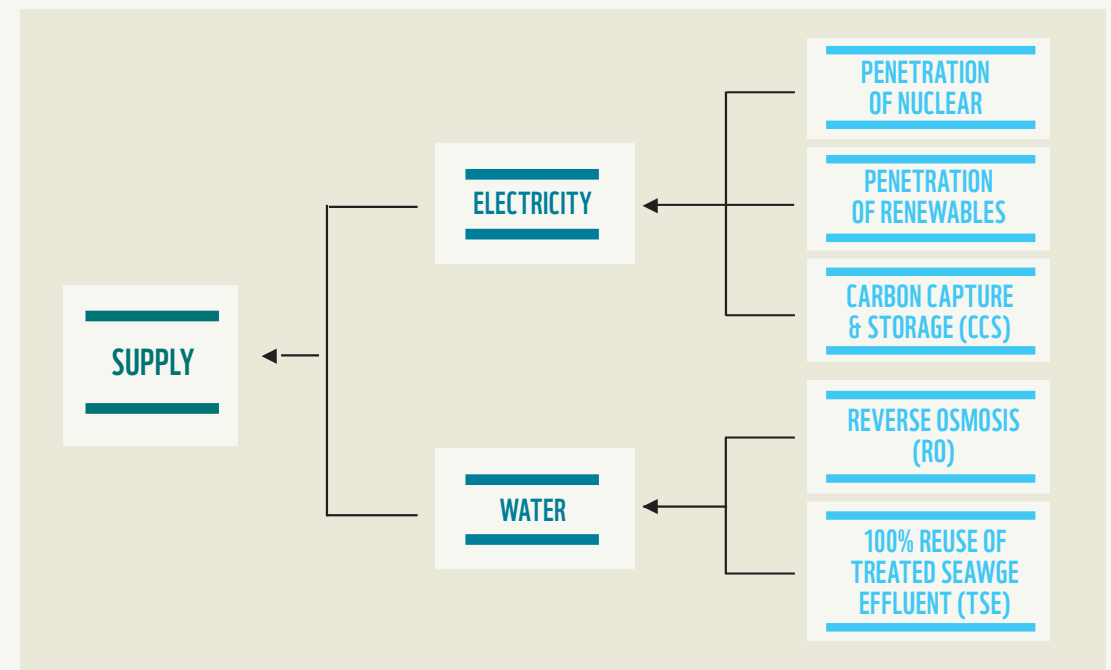 PENETRATION
OF NUCLEAR
PENETRATION
OF RENEWABLES
ELECTRICITY
CARBON CAPTURE
& STORAGE (CCS)
SUPPLY
REVERSE OSMOSIS
(RO)
WATER
100% REUSE OF
TREATED SEAWGE
EFFLUENT (TSE)